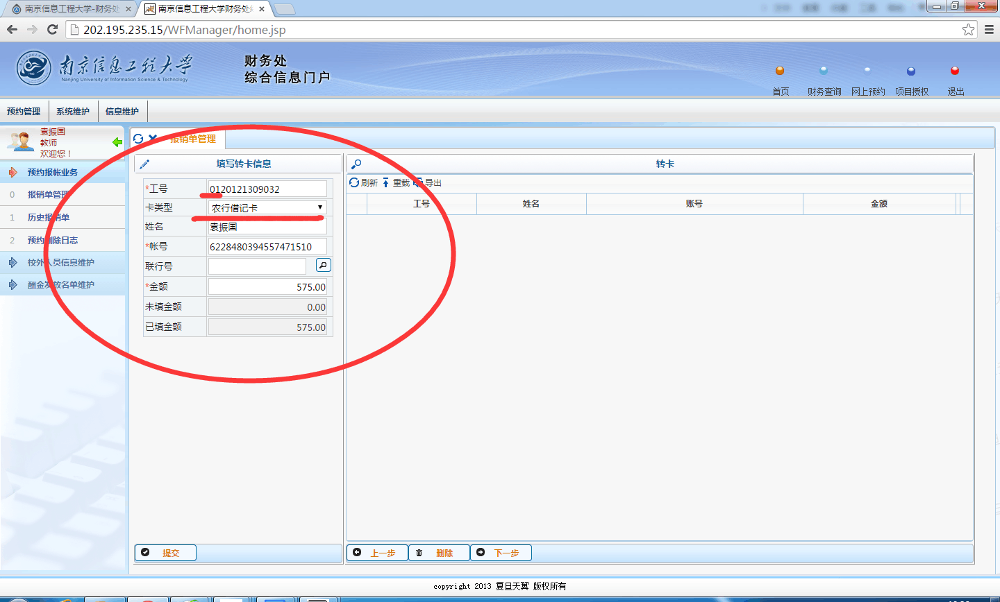 南京信息工程大学-财务处
南京信息工程大学财务处
202.195.235.15/WFManager/home.jsp
南京信息工程大学
Nanjing University of Information Science & Technology
财务处
综合信息门户
首页 财务查询 网上预约 项目授权 退出
预约管理 系统维护 信息维护
袁振国
教师
欢迎您！
报销单管理
预约报帐业务
0 报销单管理
1 历史报销单
2 预约删除日志
校外人员信息维护
酬金发放名单维护
填写转卡信息
*工号 0120121309032
卡类型 农行借记卡
姓名 袁振国
*帐号 6228480394557471510
联行号
*金额 575.00
未填金额 0.00
已填金额 575.00
提交
转卡
刷新 重载 导出
工号 姓名 账号 金额
上一步 删除 下一步
copyright 2013 复旦天翼 版权所有